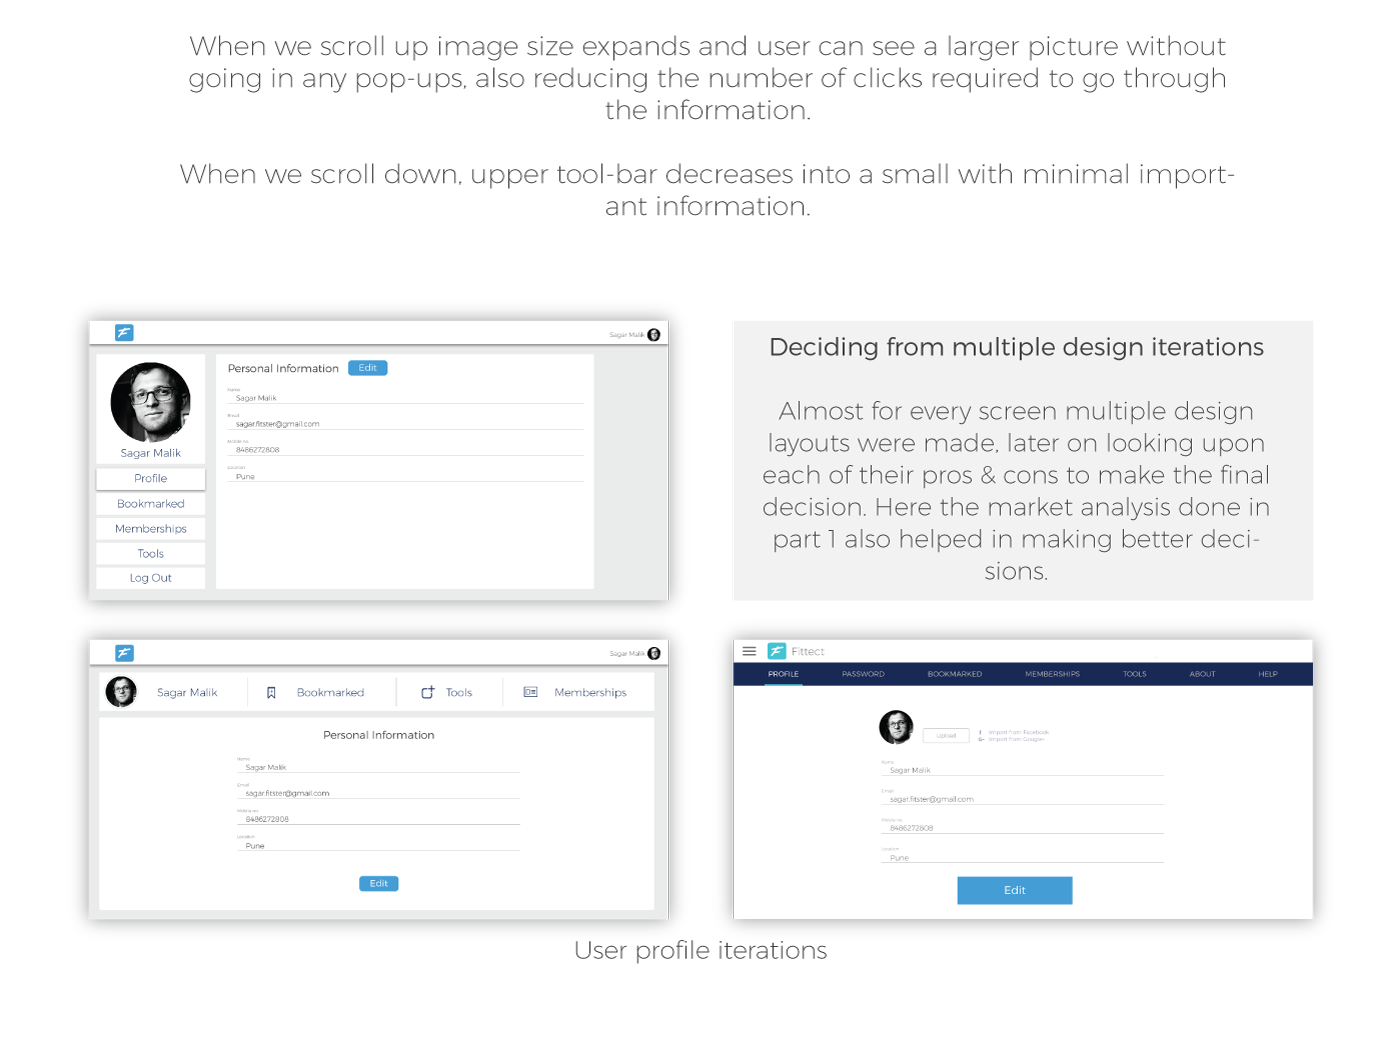 When we scroll up image size expands and user can see a larger picture without
going in any pop-ups, also reducing the number of clicks required to go through
the information.
When we scroll down, upper tool-bar decreases into a small with minimal import-
ant information.
Sagar Malik
Sagar Malik
Profile
Bookmarked
Memberships
Tools
Log Out
Personal Information Edit
Name
Sagar Malik
Email
sagar.fitster@gmail.com
Mobile no.
8486272808
Location
Pune
Deciding from multiple design iterations
Almost for every screen multiple design
layouts were made, later on looking upon
each of their pros & cons to make the final
decision. Here the market analysis done in
part 1 also helped in making better deci-
sions.
Sagar Malik
Sagar Malik Bookmarked Tools Memberships
Personal Information
Name
Sagar Malik
Email
sagar.fitster@gmail.com
Mobile no.
8486272808
Location
Pune
Edit
Fittect
PROFILE PASSWORD BOOKMARKED MEMBERSHIPS TOOLS ABOUT HELP
Upload
Import from Facebook
Import from Google+
Name
Sagar Malik
Email
sagar.fitster@gmail.com
Mobile no.
8486272808
Location
Pune
Edit
User profile iterations